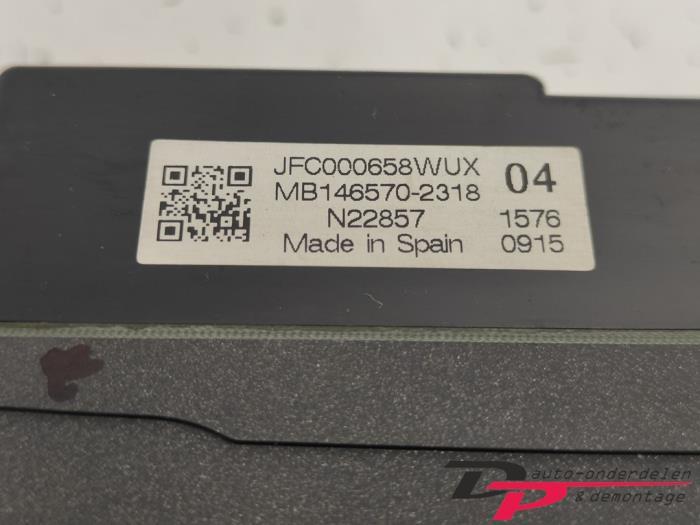 JFC000658WUX
MB146570-2318
N22857
Made in Spain
04
1576
0915
DP auto-onderdelen
& demontage